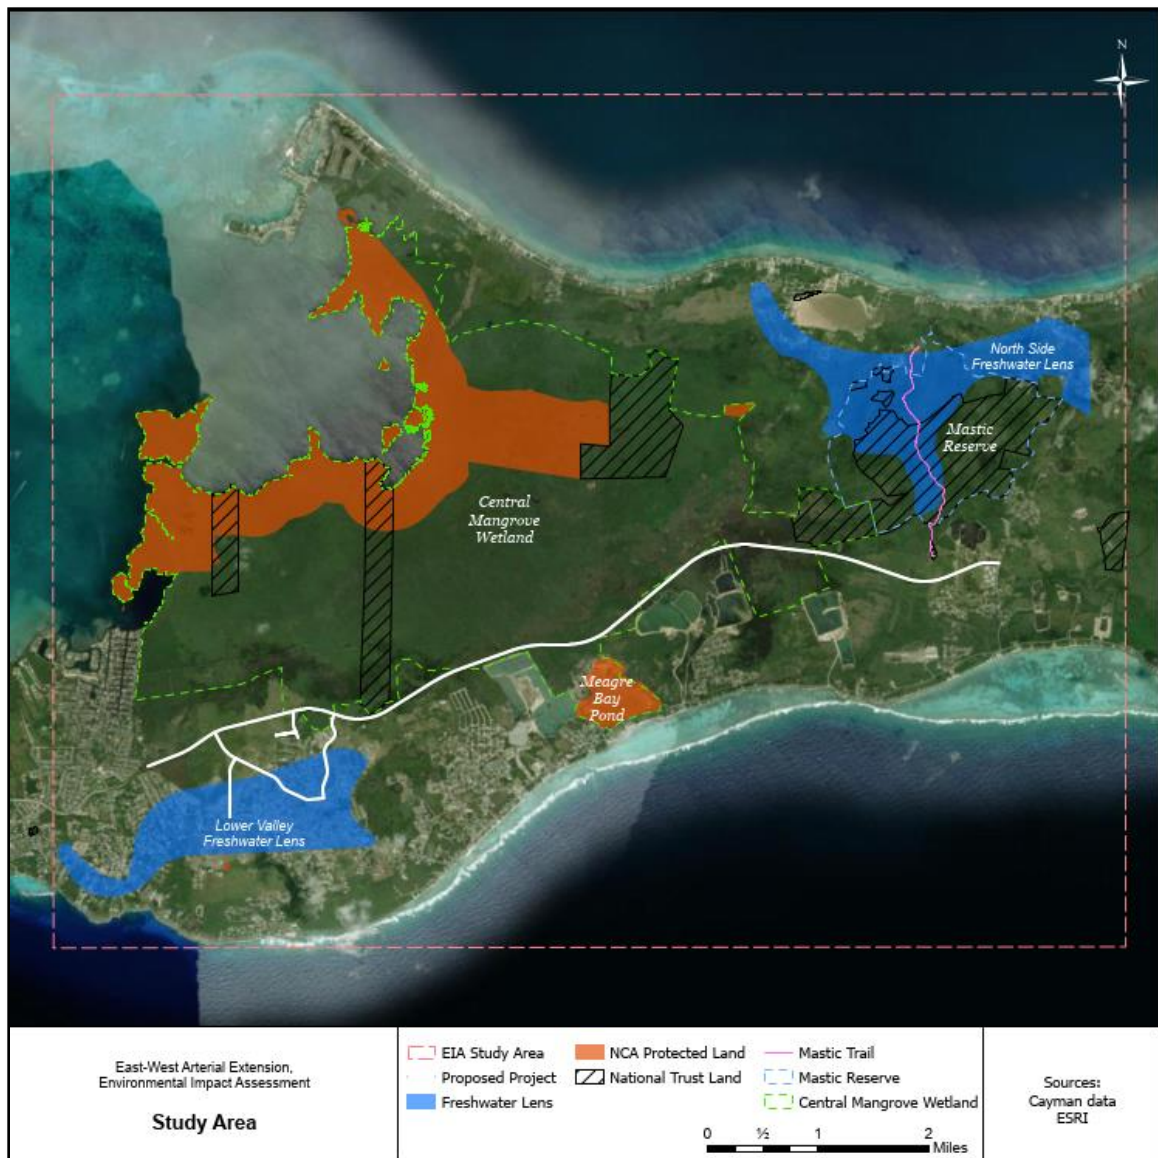 N
North Side
Freshwater Lens
Mastic
Reserve
Central
Mangrove
Wetland
Meagre
Bay
Pond
Lower Valley
Freshwater Lens
East-West Arterial Extension,
Environmental Impact Assessment
Study Area
EIA Study Area
Proposed Project
Freshwater Lens
NCA Protected Land
National Trust Land
Mastic Trail
Mastic Reserve
Central Mangrove Wetland
0 ½ 1 2
Miles
Sources:
Cayman data
ESRI